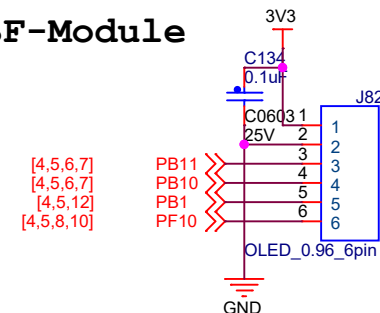 F-Module
3V3
C134
0.1uF
J82
C0603
25V
1 1
2 2
[4,5,6,7] PB11 3 3
[4,5,6,7] PB10 4 4
[4,5,12] PB1 5 5
[4,5,8,10] PF10 6 6
OLED_0.96_6pin
GND